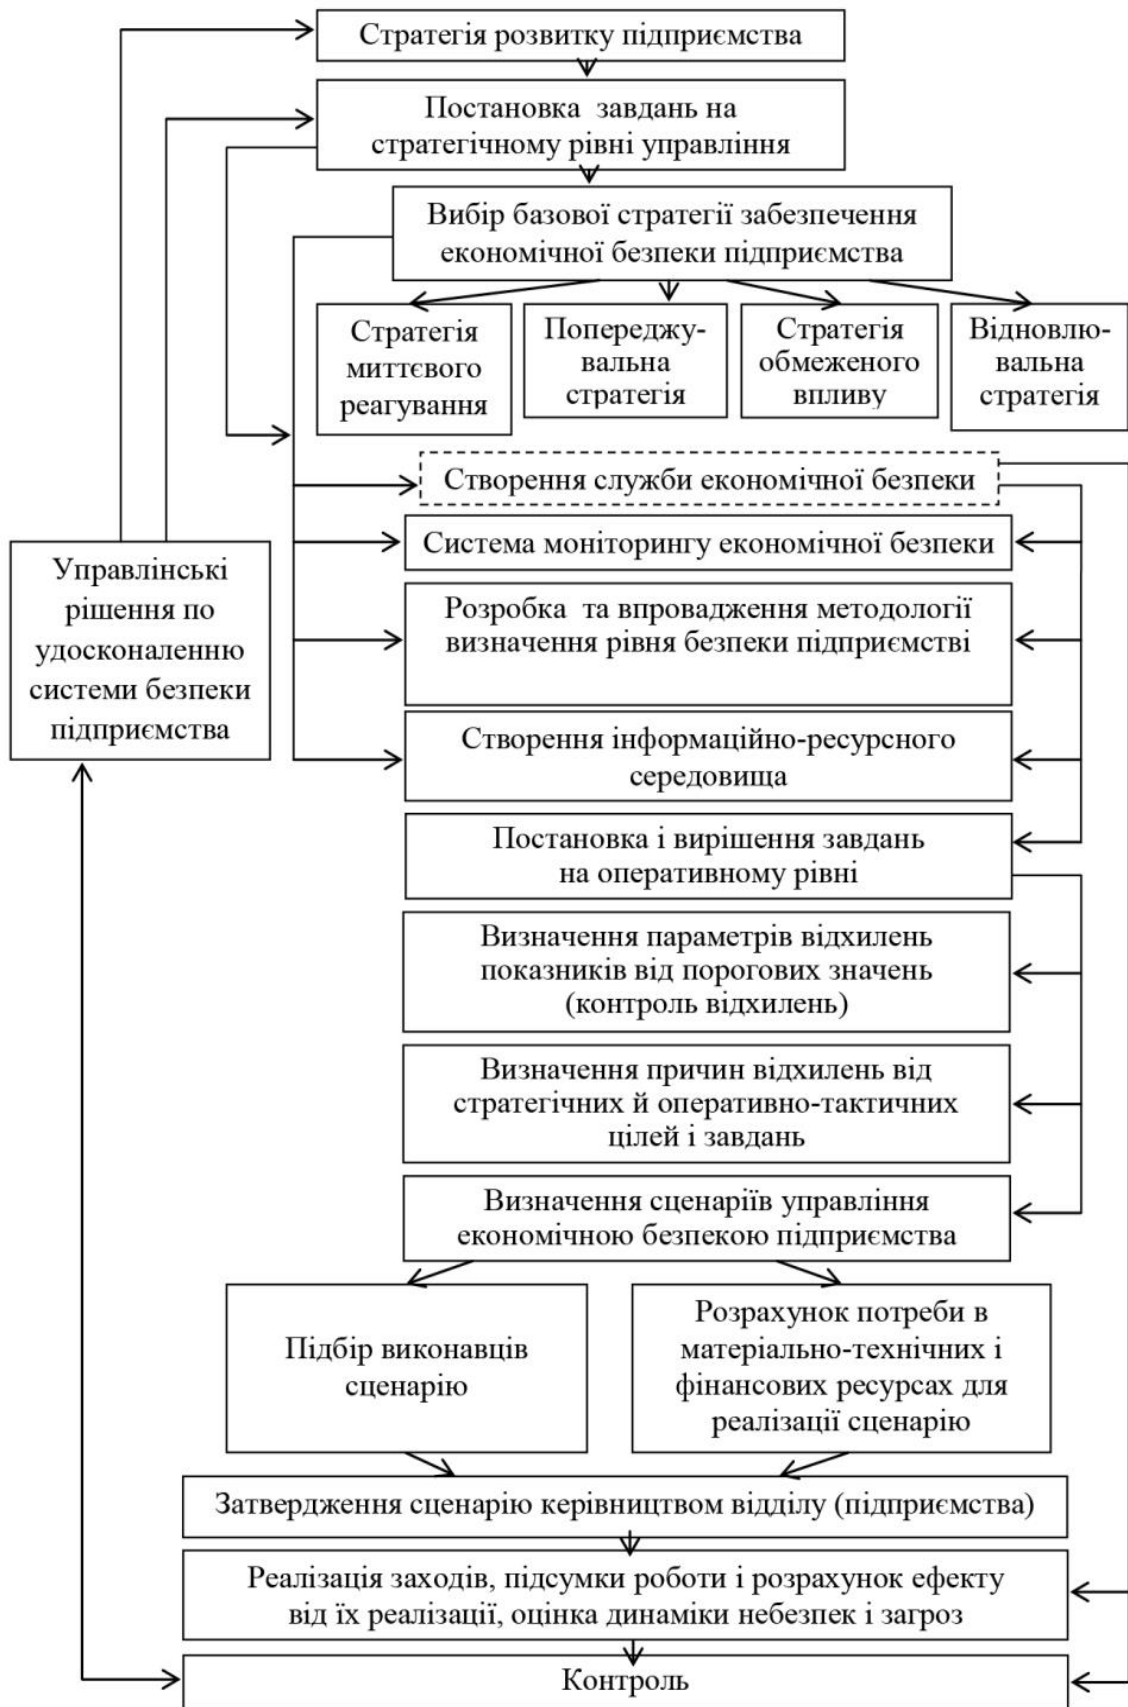 Стратегія розвитку підприємства
Постановка завдань на
стратегічному рівні управління
Вибір базової стратегії забезпечення
економічної безпеки підприємства
Стратегія
миттєвого
реагування
Попереджу-
вальна
стратегія
Стратегія
обмеженого
впливу
Відновлю-
вальна
стратегія
Створення служби економічної безпеки
Система моніторингу економічної безпеки
Управлінські
рішення по
удосконаленню
системи безпеки
підприємства
Розробка та впровадження методології
визначення рівня безпеки підприємстві
Створення інформаційно-ресурсного
середовища
Постановка і вирішення завдань
на оперативному рівні
Визначення параметрів відхилень
показників від порогових значень
(контроль відхилень)
Визначення причин відхилень від
стратегічних й оперативно-тактичних
цілей і завдань
Визначення сценаріїв управління
економічною безпекою підприємства
Підбір виконавців
сценарію
Розрахунок потреби в
матеріально-технічних і
фінансових ресурсах для
реалізації сценарію
Затвердження сценарію керівництвом відділу (підприємства)
Реалізація заходів, підсумки роботи і розрахунок ефекту
від їх реалізації, оцінка динаміки небезпек і загроз
Контроль